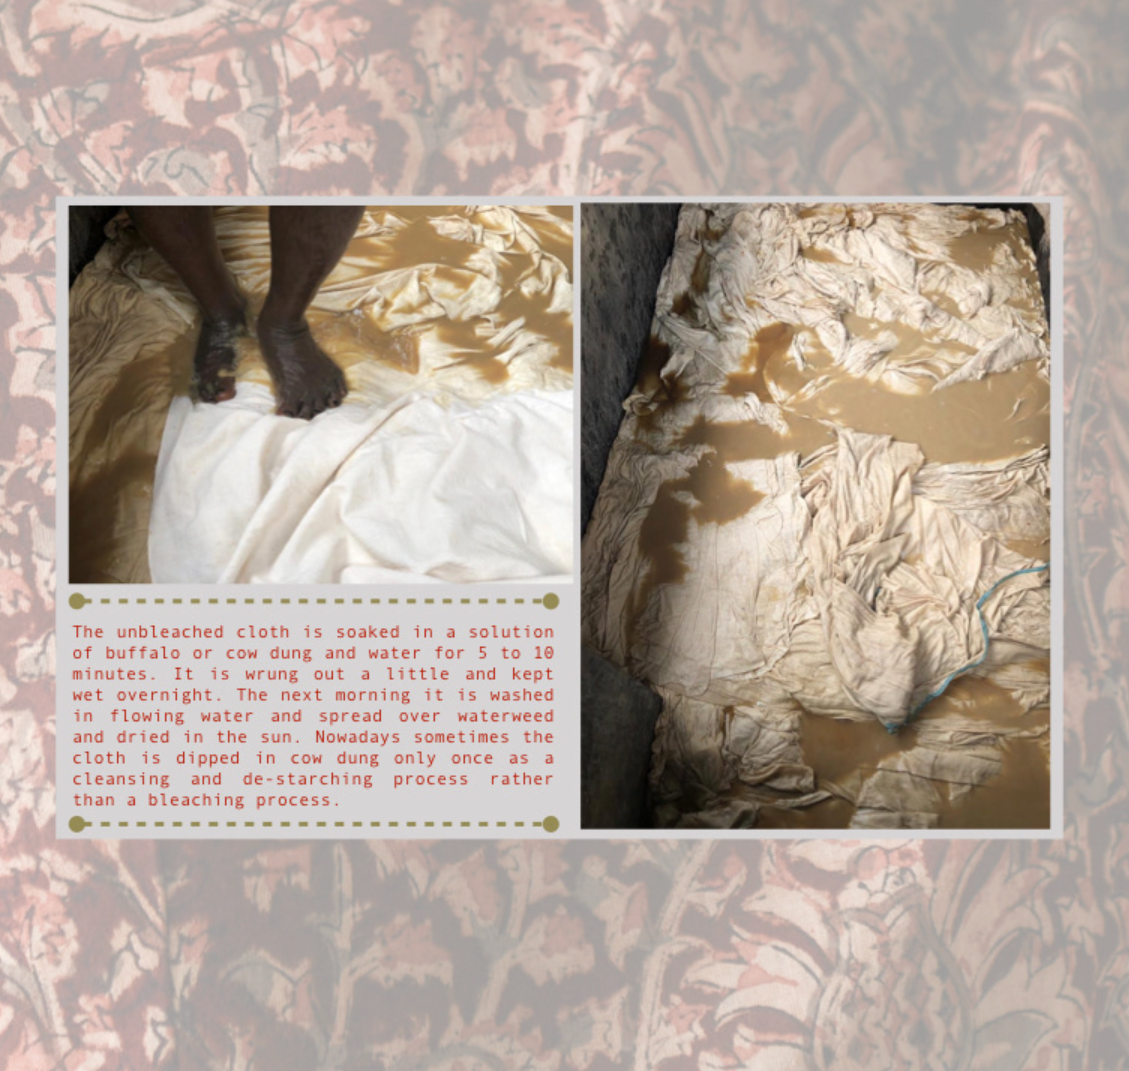 The unbleached cloth is soaked in a solution
of buffalo or cow dung and water for 5 to 10
minutes. It is wrung out a little and kept
wet overnight. The next morning it is washed
in flowing water and spread over waterweed
and dried in the sun. Nowadays sometimes the
cloth is dipped in cow dung only once as a
cleansing and de-starching process rather
than a bleaching process.